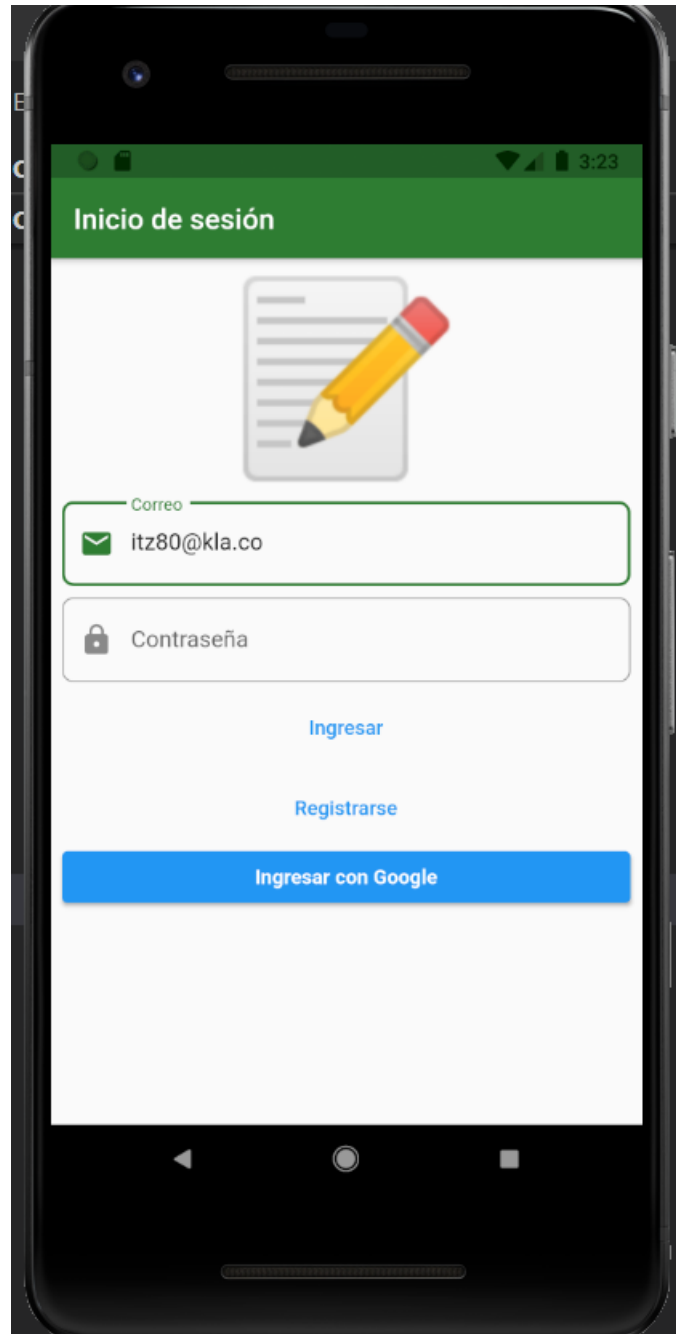 3:23
Inicio de sesión
Correo
itz80@kla.co
Contraseña
Ingresar
Registrarse
Ingresar con Google